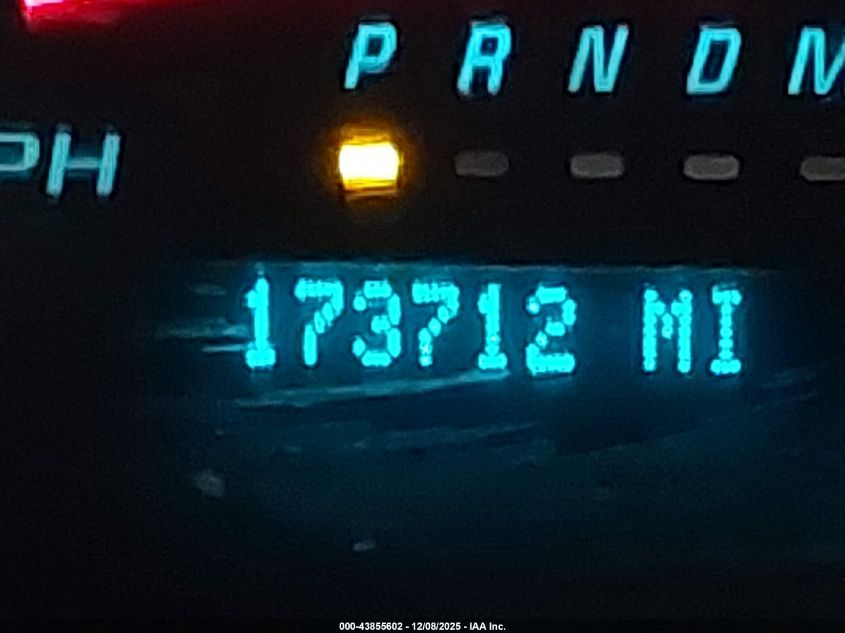 P R N D M
PH
173712 MI
000-43855602 - 12/08/2025 - IAA Inc.